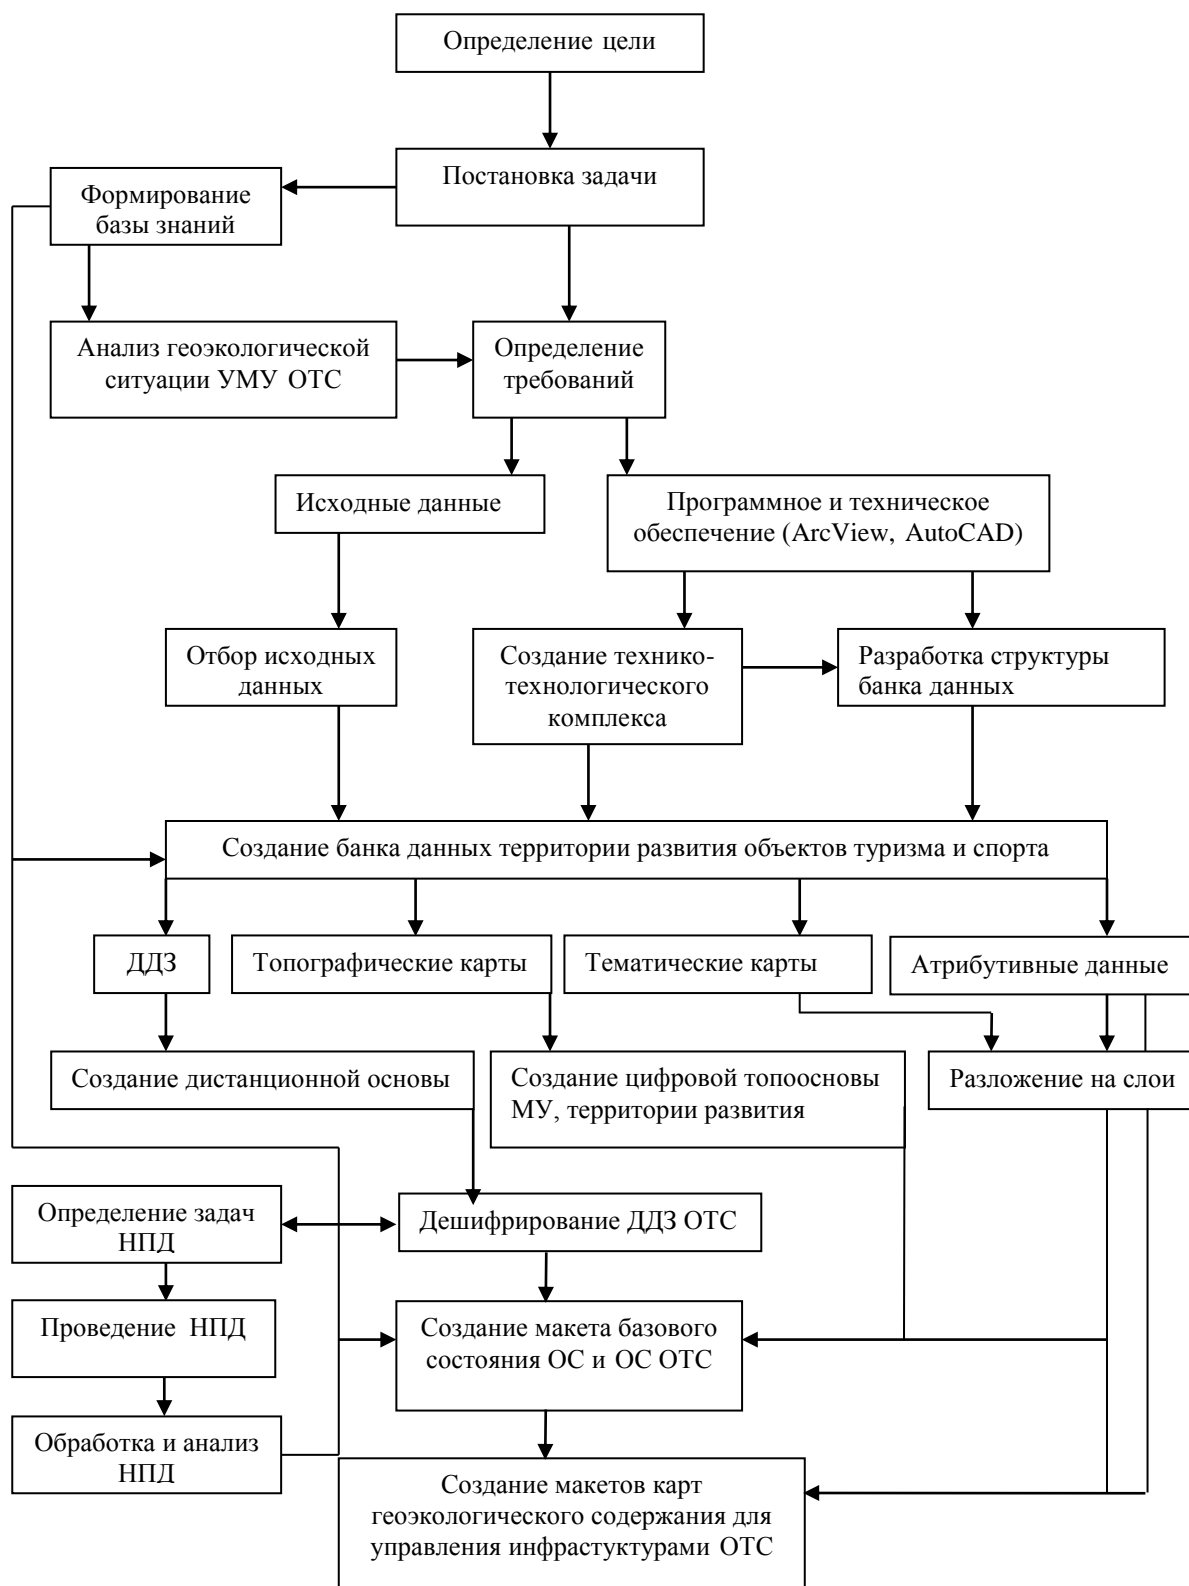 Определение цели
Постановка задачи
Формирование
базы знаний
Анализ геоэкологической
ситуации УМУ ОТС
Определение
требований
Исходные данные
Программное и техническое
обеспечение (ArcView, AutoCAD)
Отбор исходных
данных
Создание технико-
технологического
комплекса
Разработка структуры
банка данных
Создание банка данных территории развития объектов туризма и спорта
ДДЗ
Топографические карты
Тематические карты
Атрибутивные данные
Создание дистанционной основы
Создание цифровой топоосновы
МУ, территории развития
Разложение на слои
Определение задач
НПД
Дешифрирование ДДЗ ОТС
Проведение НПД
Создание макета базового
состояния ОС и ОС ОТС
Обработка и анализ
НПД
Создание макетов карт
геоэкологического содержания для
управления инфрастуктурами ОТС